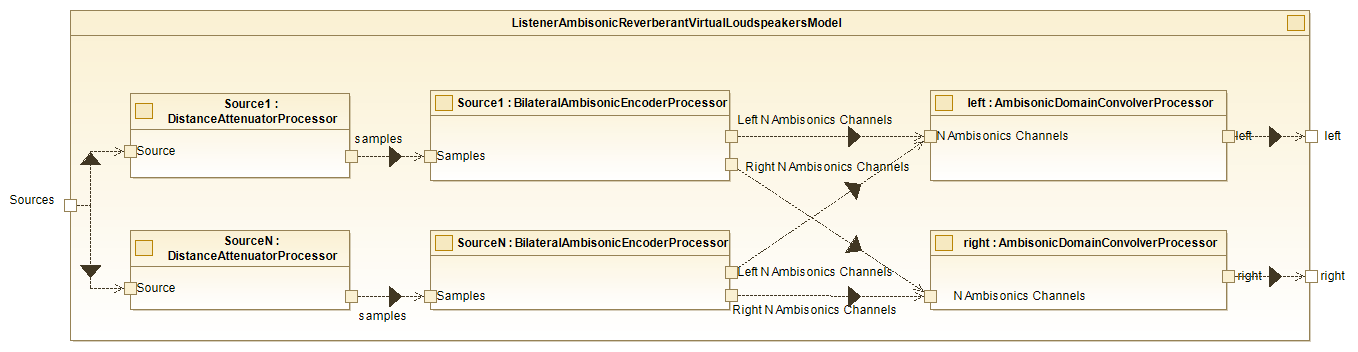 ListenerAmbisonicReverberantVirtualLoudspeakersModel
Source1 :
DistanceAttenuatorProcessor
Source
samples
Source1 : BilateralAmbisonicEncoderProcessor
Samples
Left N Ambisonics Channels
Right N Ambisonics Channels
left : AmbisonicDomainConvolverProcessor
N Ambisonics Channels
left
left
Sources
SourceN :
DistanceAttenuatorProcessor
Source
samples
SourceN : BilateralAmbisonicEncoderProcessor
Samples
Left N Ambisonics Channels
Right N Ambisonics Channels
right : AmbisonicDomainConvolverProcessor
N Ambisonics Channels
right
right